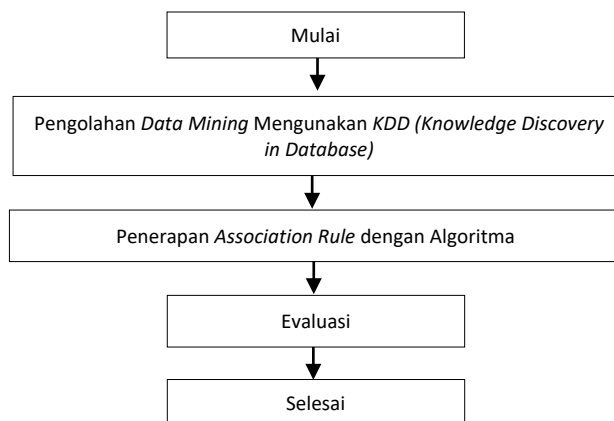 Mulai
Pengolahan Data Mining Mengunakan KDD (Knowledge Discovery
in Database)
Penerapan Association Rule dengan Algoritma
Evaluasi
Selesai